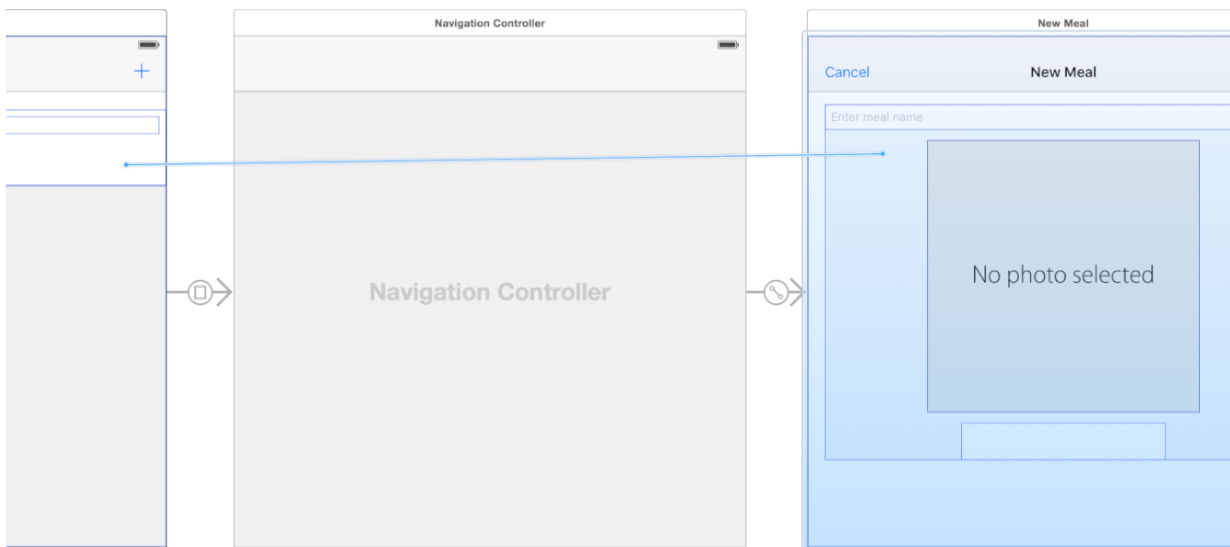 Navigation Controller
New Meal
Cancel
New Meal
Enter meal name
Navigation Controller
No photo selected